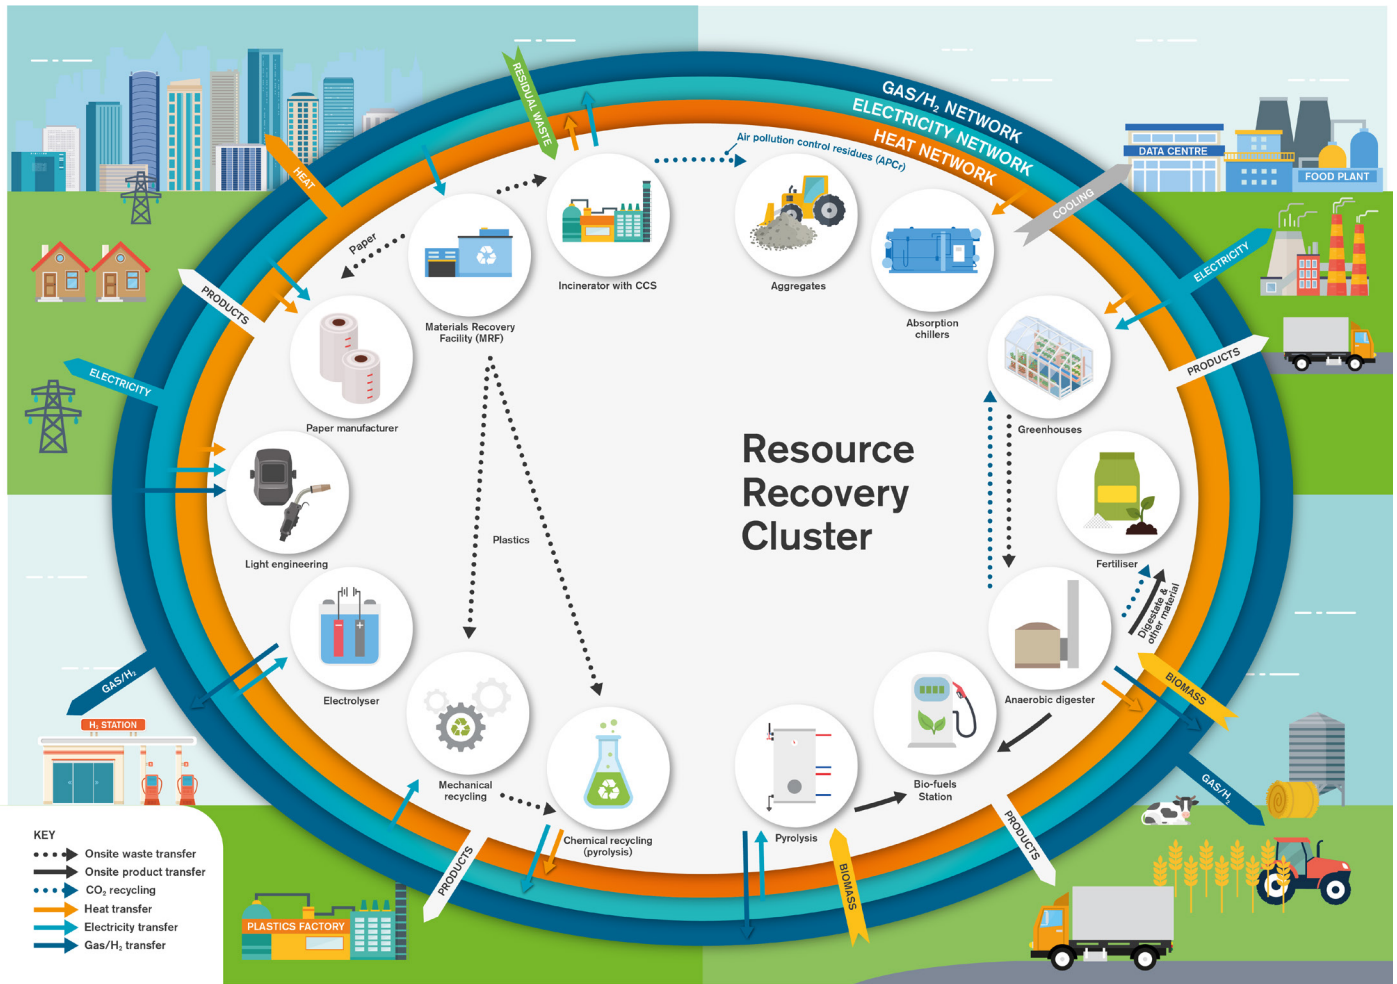 RESIDUAL WASTE
GAS/H₂ NETWORK
ELECTRICITY NETWORK
HEAT NETWORK
Air pollution control residues (APCr)
DATA CENTRE
FOOD PLANT
HEAT
COOLING
Paper
Incinerator with CCS
Aggregates
ELECTRICITY
PRODUCTS
Materials Recovery
Facility (MRF)
Absorption
chillers
PRODUCTS
ELECTRICITY
Paper manufacturer
Greenhouses
Resource
Recovery
Cluster
Plastics
Light engineering
Fertiliser
Digestate &
other material
GAS/H₂
Electrolyser
Anaerobic digester
BIOMASS
H₂ STATION
Mechanical
recycling
Bio-fuels
Station
GAS/H₂
Chemical recycling
(pyrolysis)
Pyrolysis
PRODUCTS
PRODUCTS
BIOMASS
PLASTICS FACTORY
KEY
Onsite waste transfer
Onsite product transfer
CO₂ recycling
Heat transfer
Electricity transfer
Gas/H₂ transfer